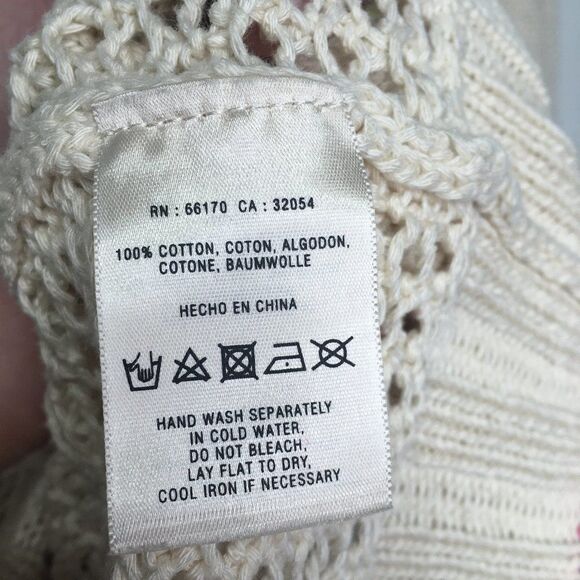 RN : 66170 CA : 32054
100% COTTON, COTON, ALGODON,
COTONE, BAUMWOLLE
HECHO EN CHINA
HAND WASH SEPARATELY
IN COLD WATER,
DO NOT BLEACH,
LAY FLAT TO DRY,
COOL IRON IF NECESSARY